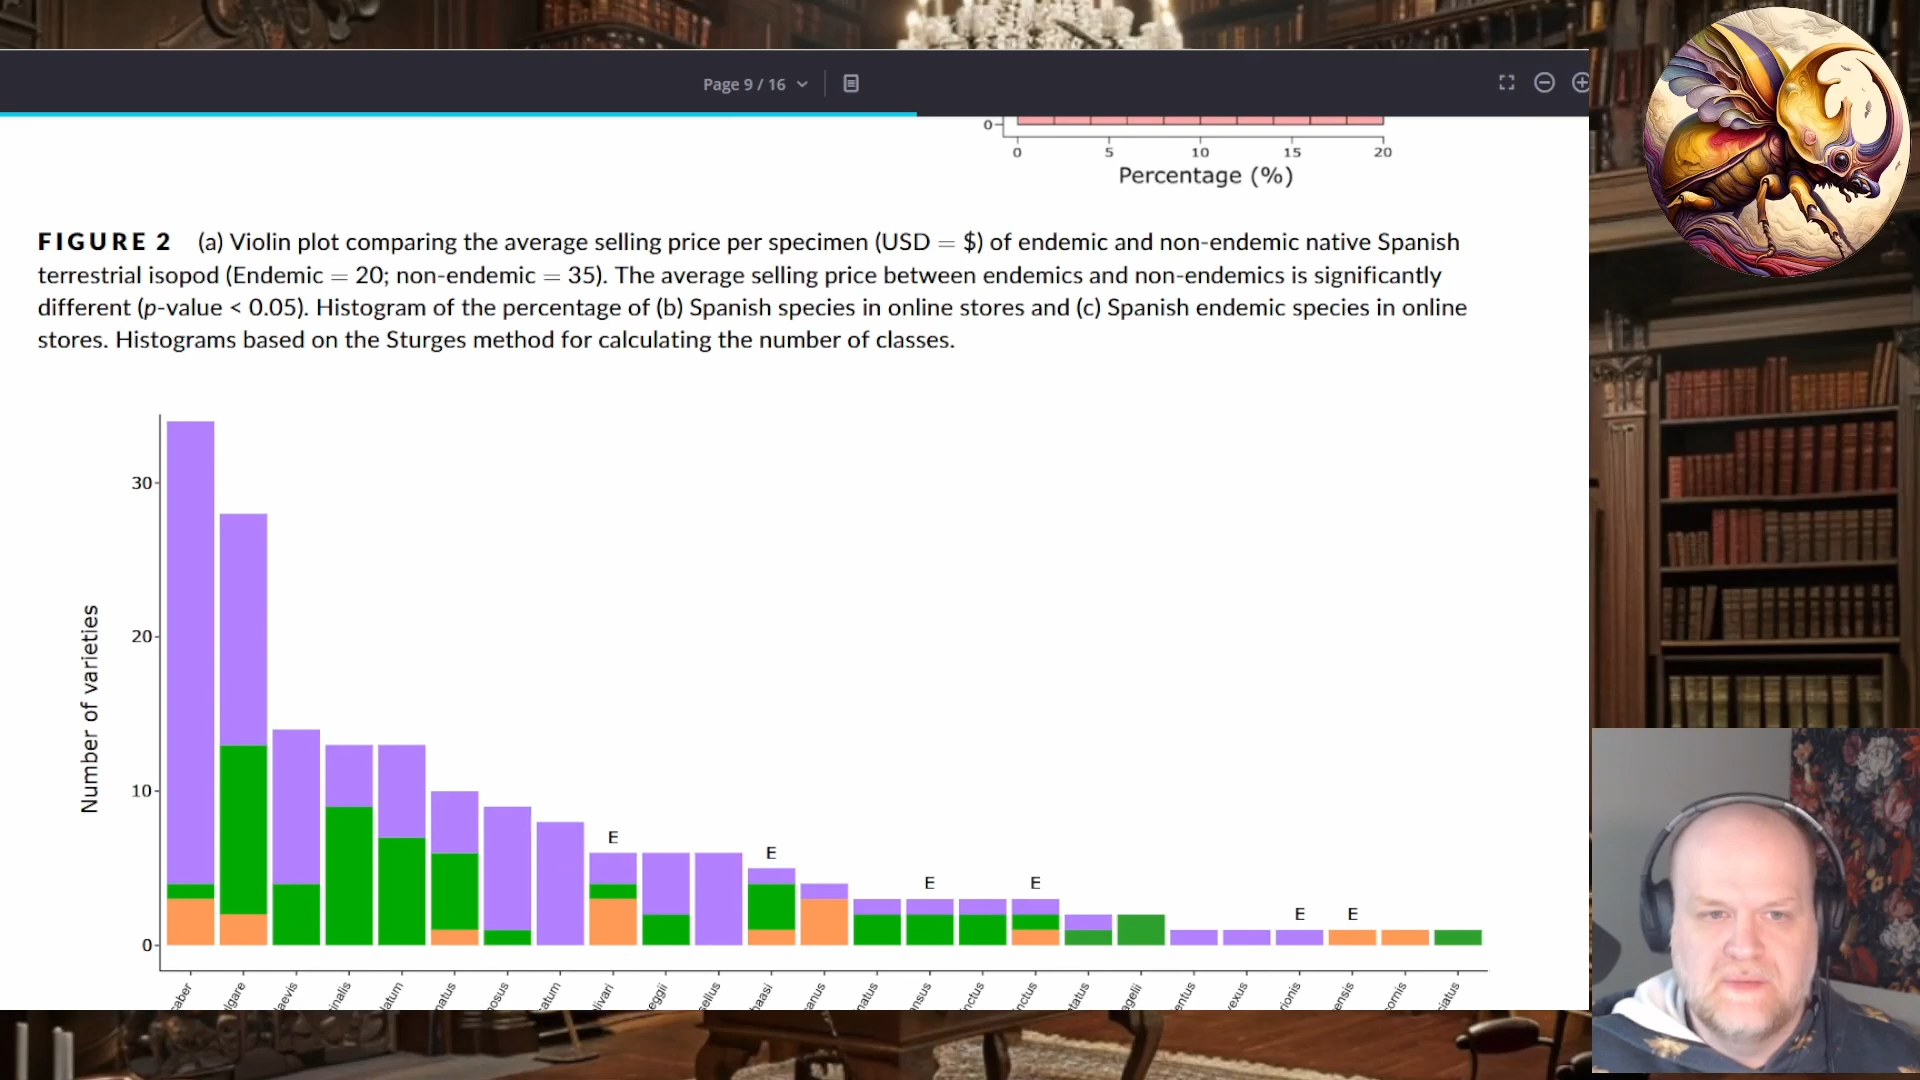 Page 9 / 16
0
0 5 10 15 20
Percentage (%)
FIGURE 2 (a) Violin plot comparing the average selling price per specimen (USD = $) of endemic and non-endemic native Spanish
terrestrial isopod (Endemic = 20; non-endemic = 35). The average selling price between endemics and non-endemics is significantly
different (p-value < 0.05). Histogram of the percentage of (b) Spanish species in online stores and (c) Spanish endemic species in online
stores. Histograms based on the Sturges method for calculating the number of classes.
30
20
10
0
Number of varieties
E
E
E
E
E
E